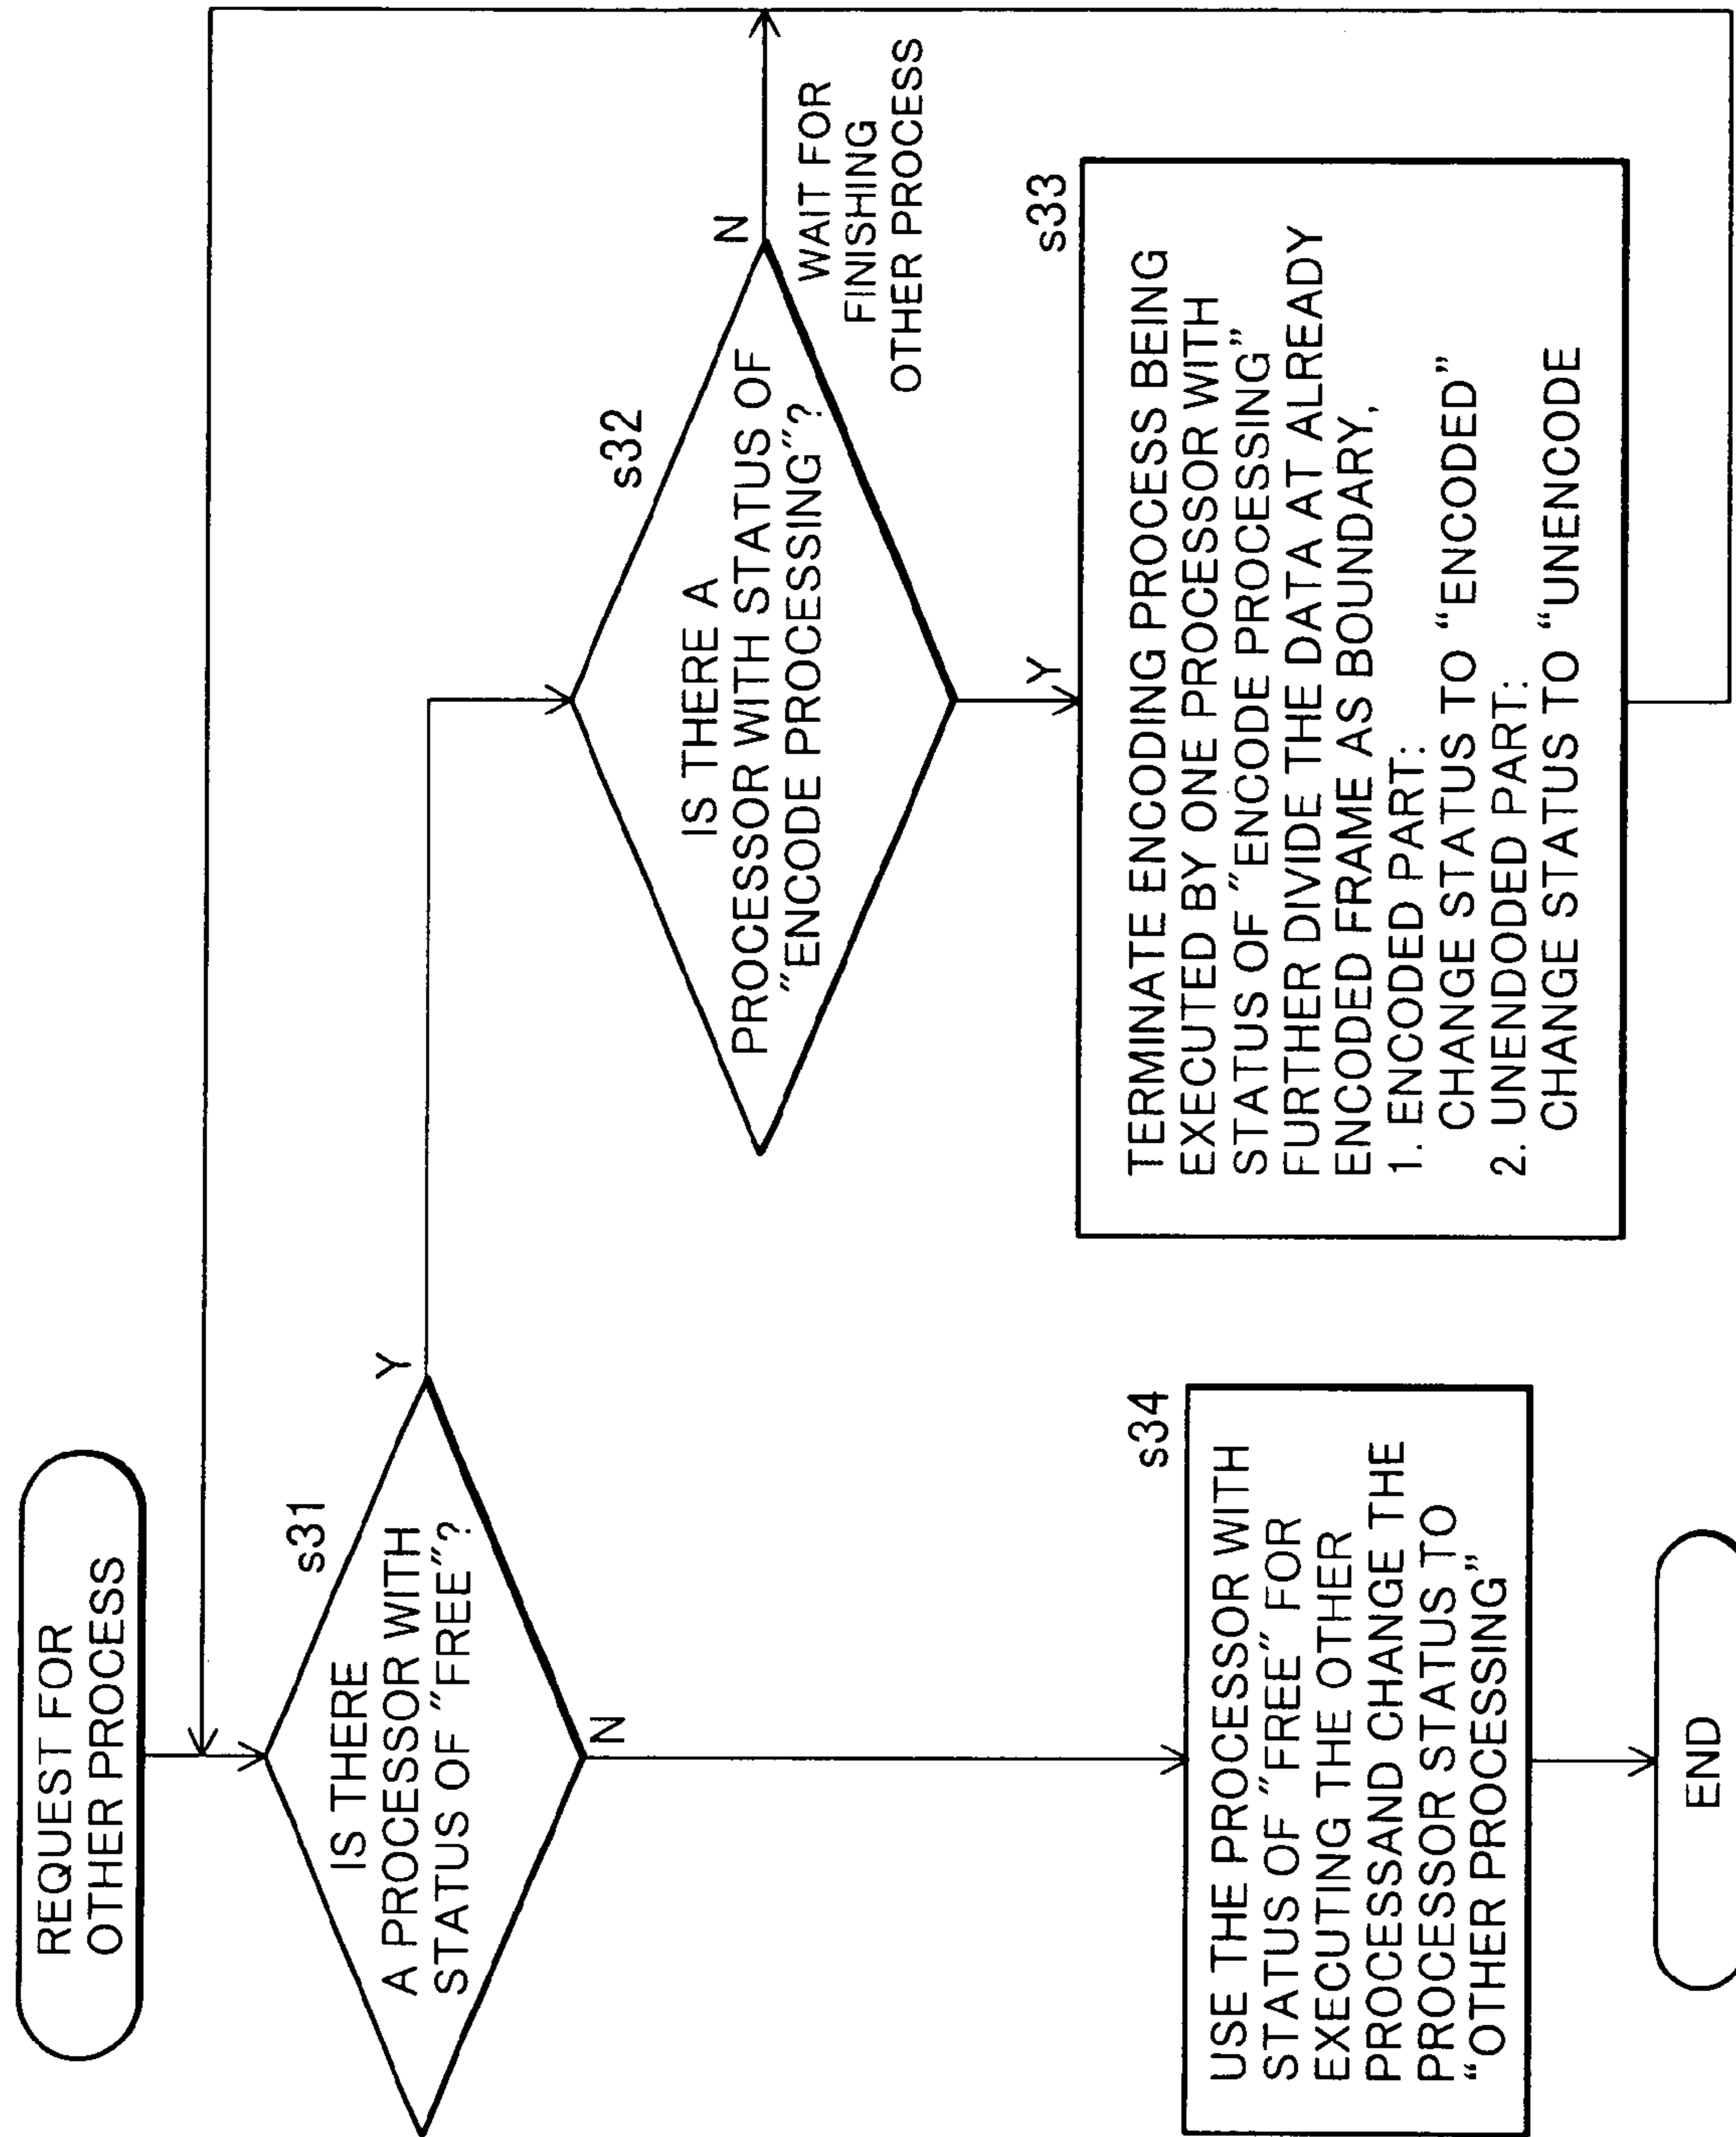 REQUEST FOR
OTHER PROCESS
s31
IS THERE
A PROCESSOR WITH
STATUS OF "FREE"?
Y
N
s32
IS THERE A
PROCESSOR WITH STATUS OF
"ENCODE PROCESSING"?
N
WAIT FOR
FINISHING
OTHER PROCESS
Y
s33
TERMINATE ENCODING PROCESS BEING
EXECUTED BY ONE PROCESSOR WITH
STATUS OF "ENCODE PROCESSING"
FURTHER DIVIDE THE DATA AT ALREADY
ENCODED FRAME AS BOUNDARY,
1. ENCODED PART:
CHANGE STATUS TO “ENCODED”
2. UNENDODED PART:
CHANGE STATUS TO “UNENCODE
s34
USE THE PROCESSOR WITH
STATUS OF "FREE" FOR
EXECUTING THE OTHER
PROCESSAND CHANGE THE
PROCESSOR STATUS TO
“OTHER PROCESSING”
END